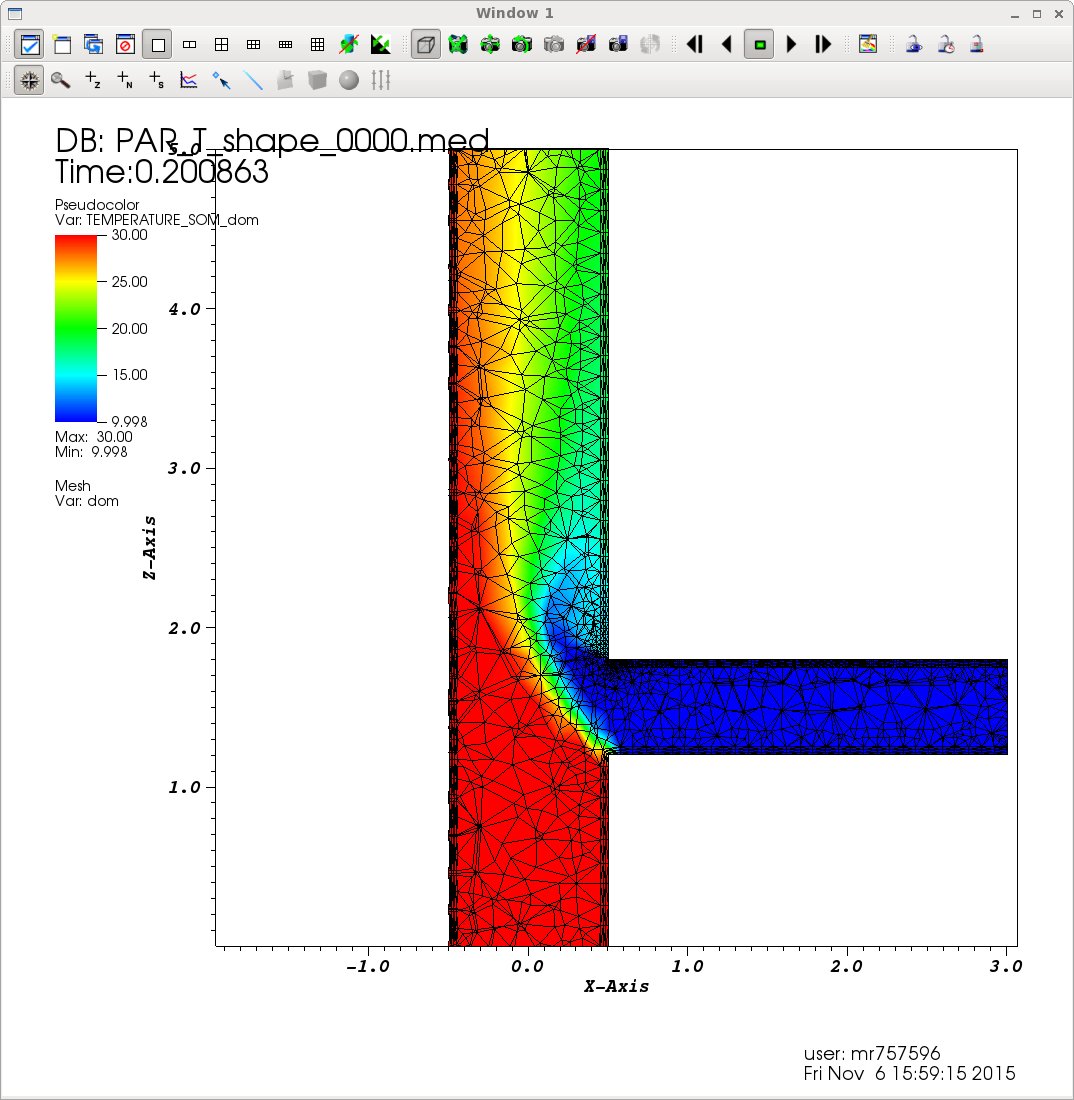 Window 1
DB: PAR_T_shape_0000.med
Time:0.200863
Pseudocolor
Var: TEMPERATURE_SOM_dom
30.00
25.00
20.00
15.00
9.998
Max: 30.00
Min: 9.998
Mesh
Var: dom
5.0
4.0
3.0
2.0
1.0
Z-Axis
-1.0 0.0 1.0 2.0 3.0
X-Axis
user: mr757596
Fri Nov 6 15:59:15 2015